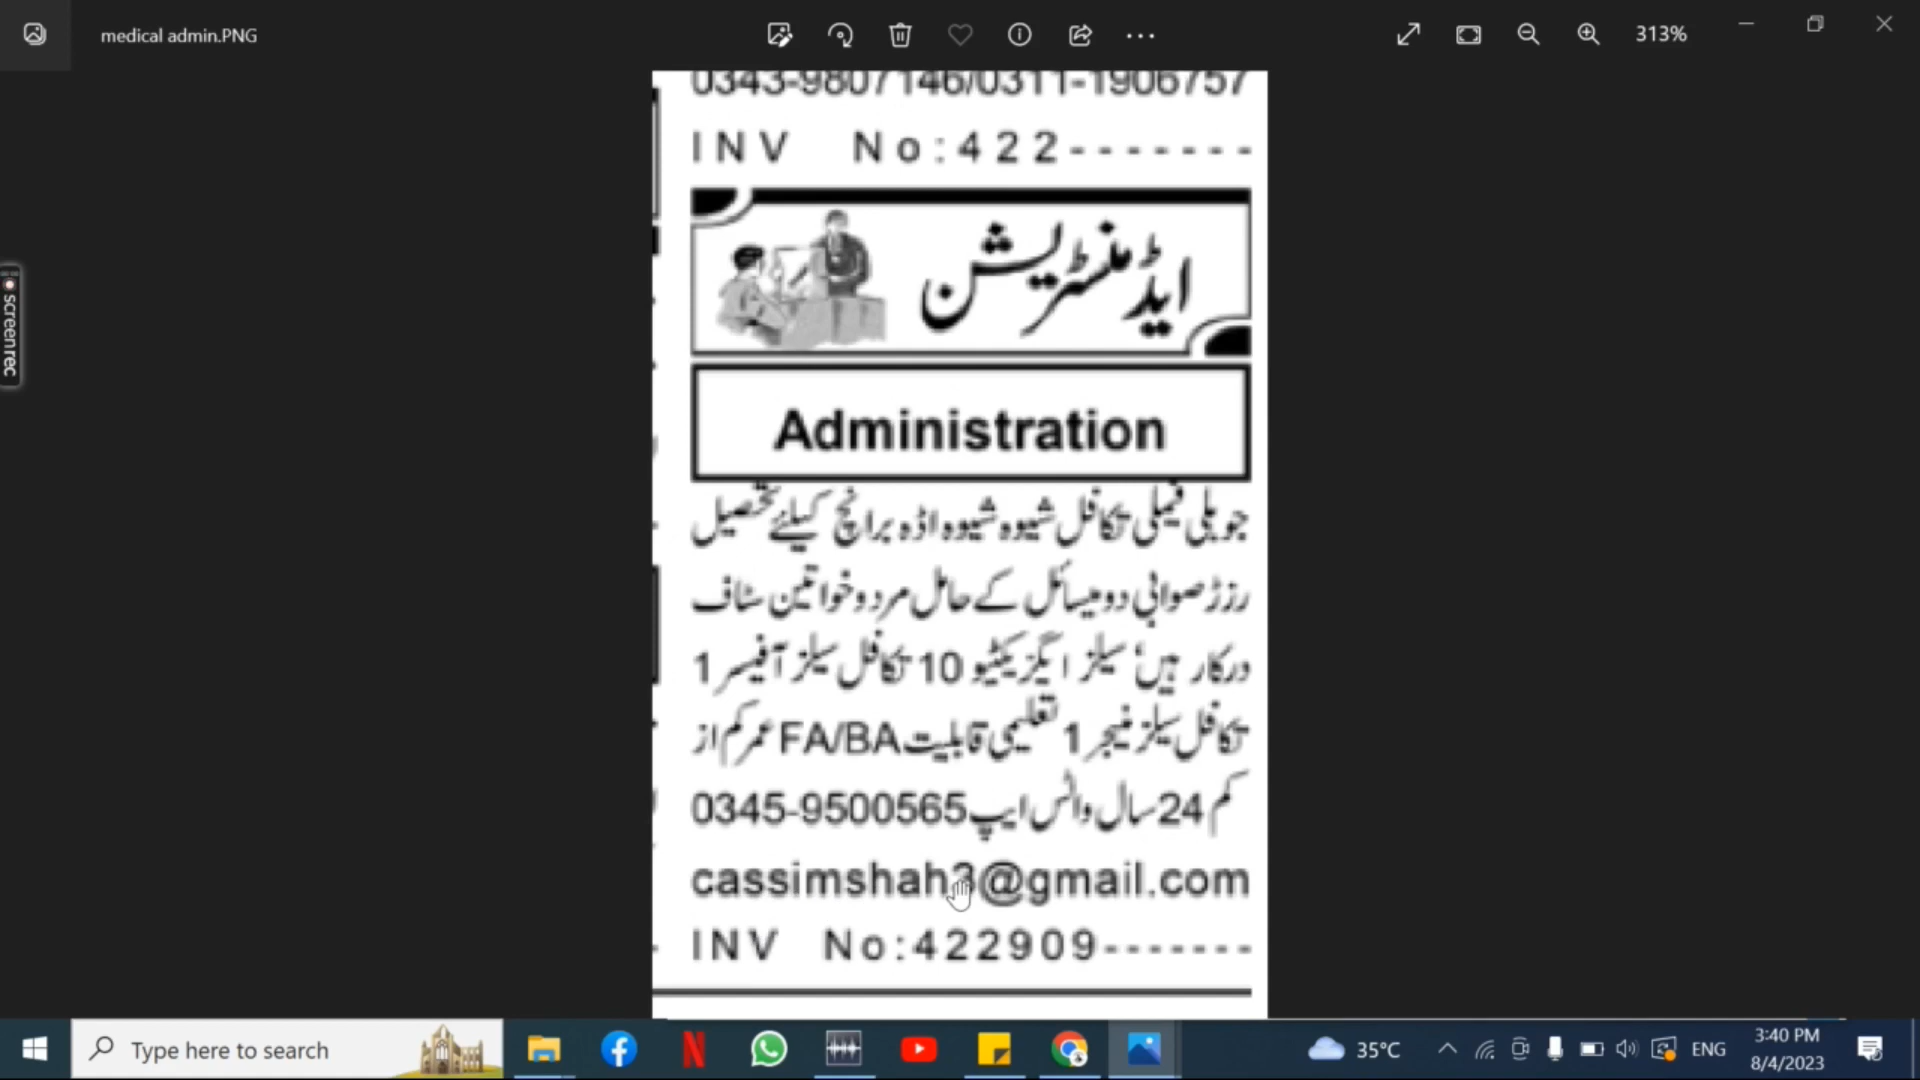 medical admin.PNG
313%
0343-9807146/0311-1906757
INV No:422-------
ایڈمنسٹریشن
Administration
جوبلی فیملی تکافل شیوہ شیوہ اڈہ برانچ کیلئے تحصیل
رزڑ صوابی دومیسائل کے حامل مرد و خواتین سٹاف
درکار ہیں؛ سیلز ایگزیکٹیو 10 تکافل سیلز آفیسر 1
تکافل سیلز منیجر 1 تعلیمی قابلیت FA/BA عمر کم از
کم 24 سال واٹس ایپ 0345-9500565
cassimshah3@gmail.com
INV No:422909-------
screenrec
Type here to search
35°C
ENG
3:40 PM
8/4/2023